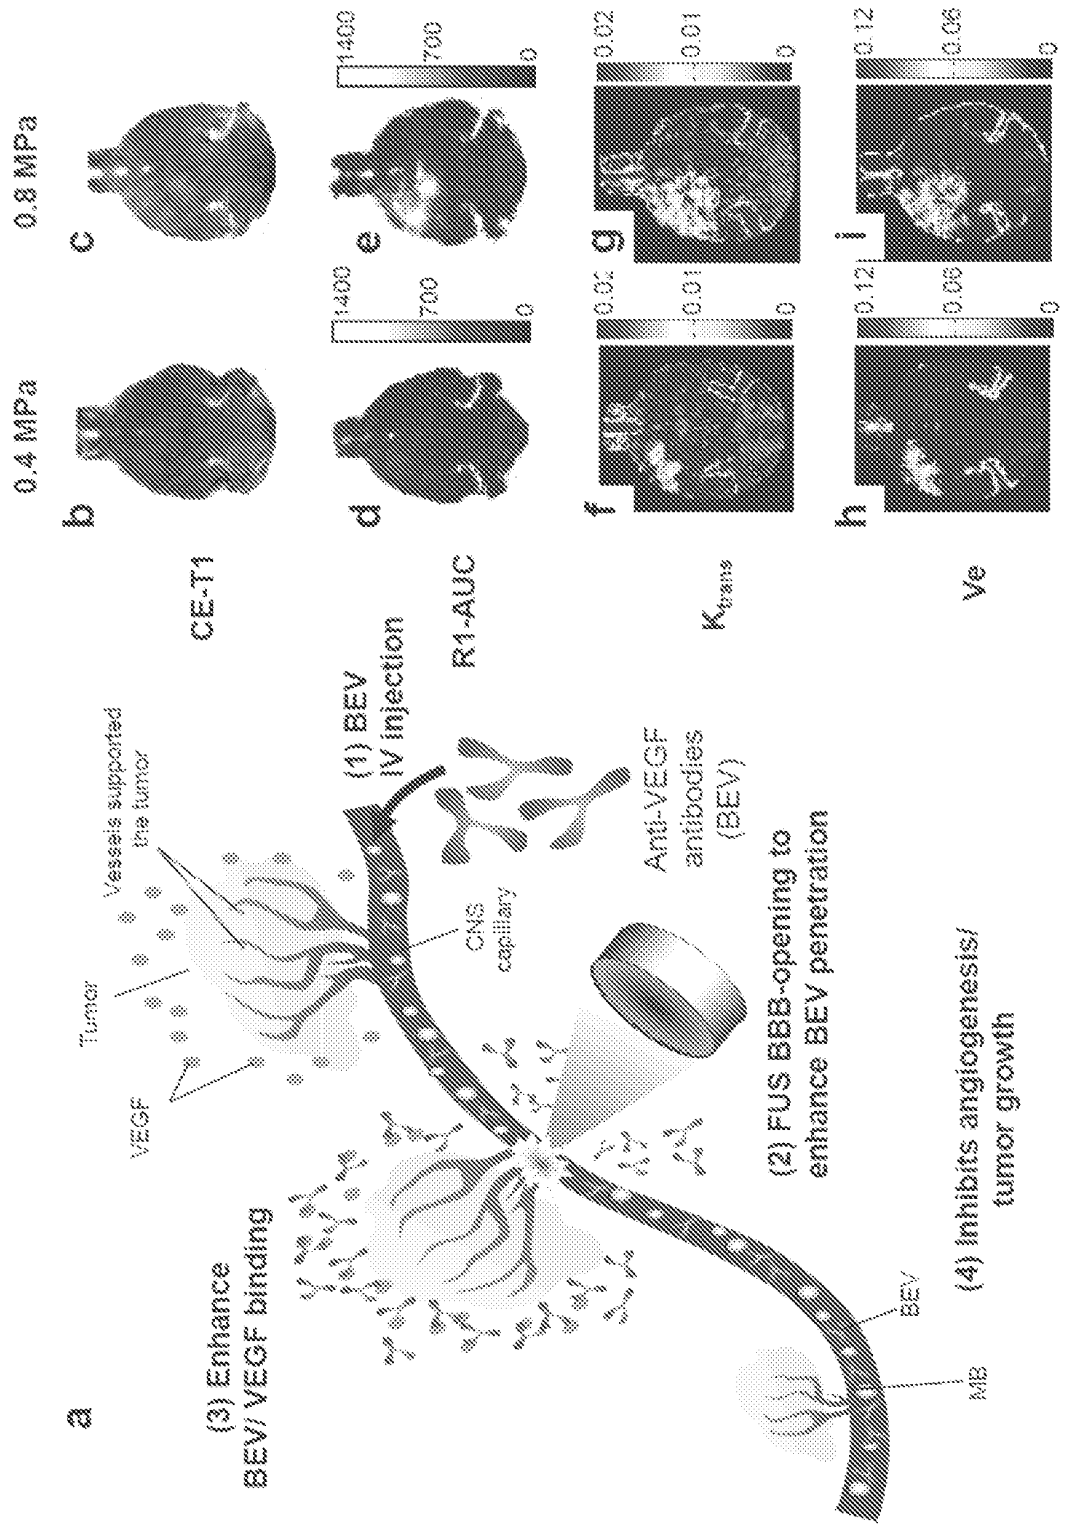 a
(3) Enhance
BEV/ VEGF binding
VEGF
Tumor
Vessels supported
the tumor
(1) BEV
IV injection
CNS
capillary
Anti-VEGF
antibodies
(BEV)
(2) FUS BBB-opening to
enhance BEV penetration
BEV
MB
(4) Inhibits angiogenesis/
tumor growth
0.4 MPa
0.8 MPa
CE-T1
b
c
R1-AUC
d
1400
700
0
e
1400
700
0
Ktrans
f
0.01
0
g
0.02
0.01
0
Ve
h
0.12
0.06
0
i
0.12
0.06
0